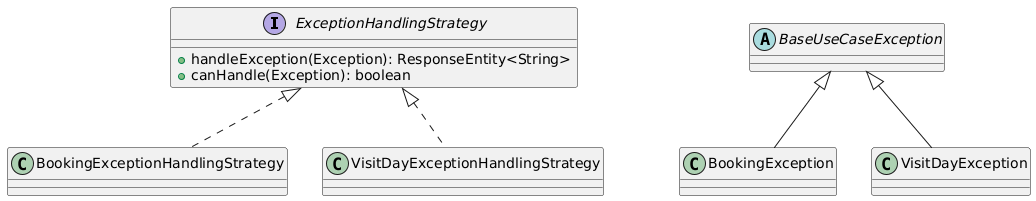 I ExceptionHandlingStrategy
handleException(Exception): ResponseEntity<String>
canHandle(Exception): boolean
A BaseUseCaseException
C BookingExceptionHandlingStrategy
C VisitDayExceptionHandlingStrategy
C BookingException
C VisitDayException